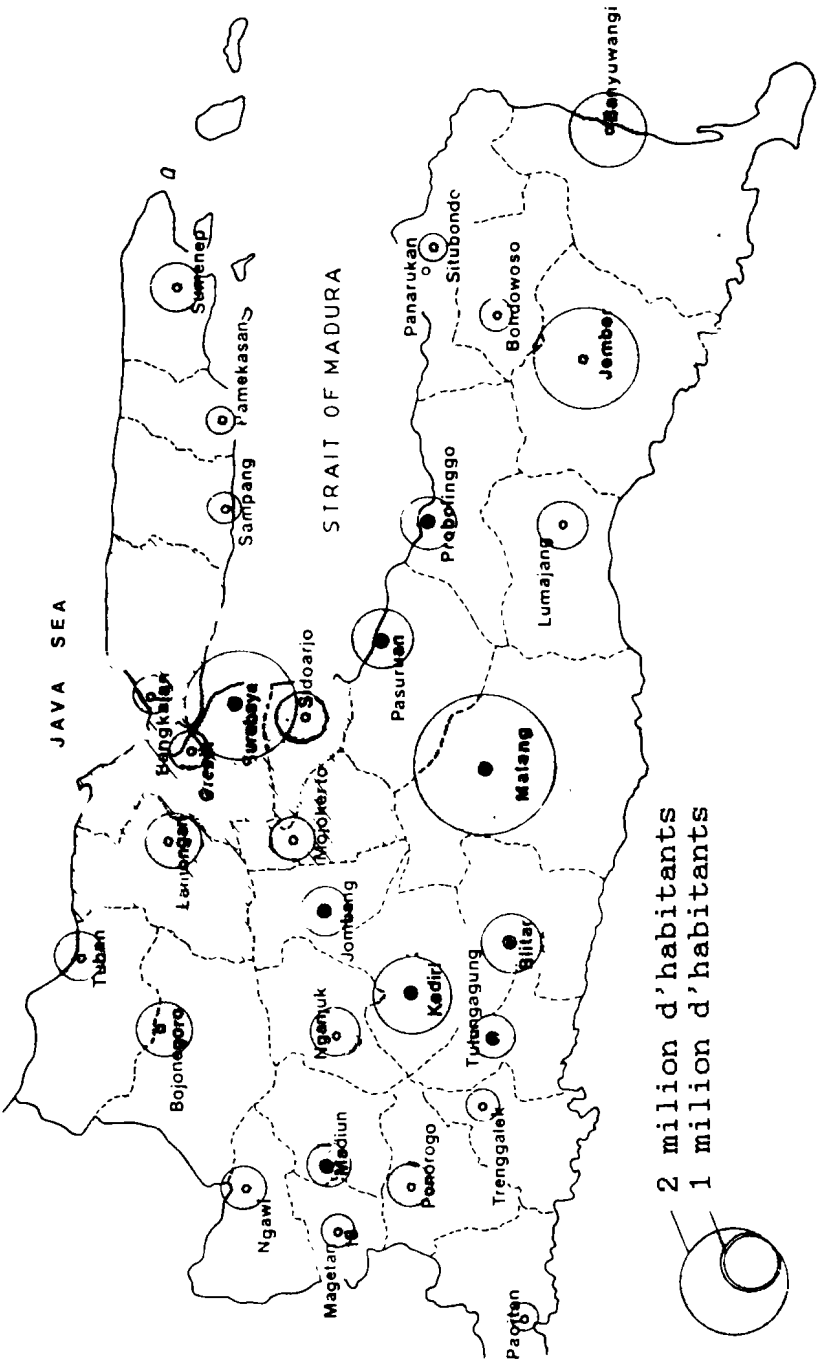 JAVA SEA
STRAIT OF MADURA
Tuban
Bojonegoro
Lamongan
Bangkalan
Gresik
Surabaya
Sidoarjo
Sampang
Pamekasan
Sumenep
Ngawi
Magetan
Madiun
Nganjuk
Jombang
Mojokerto
Ponorogo
Kediri
Pasuruan
Probolinggo
Panarukan
Situbondo
Bondowoso
Pacitan
Trenggalek
Tulungagung
Blitar
Malang
Lumajang
Jember
Banyuwangi
2 milion d'habitants
1 milion d'habitants